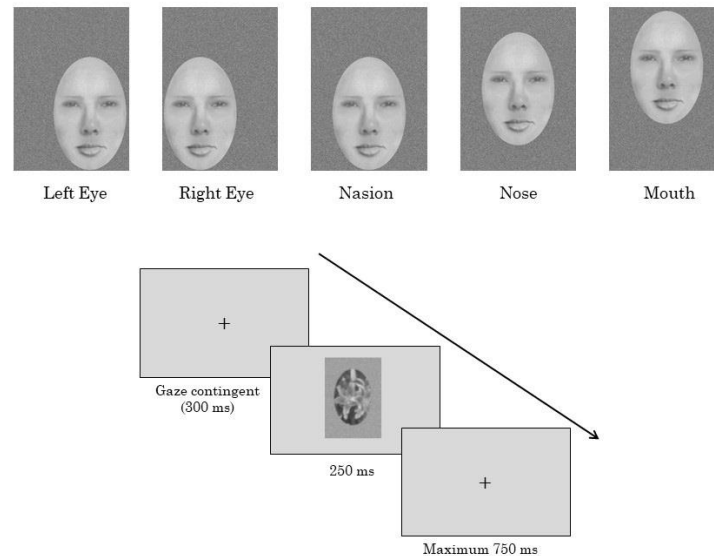 Left Eye
Right Eye
Nasion
Nose
Mouth
Gaze contingent
(300 ms)
250 ms
Maximum 750 ms